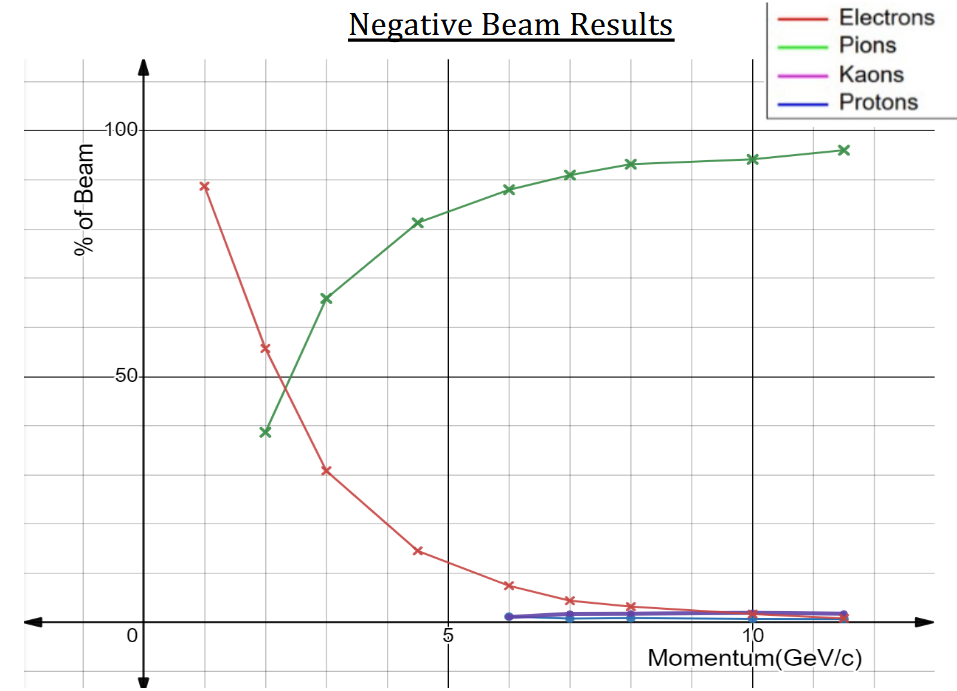 Negative Beam Results
Electrons
Pions
Kaons
Protons
100
% of Beam
50
0
5
10
Momentum(GeV/c)